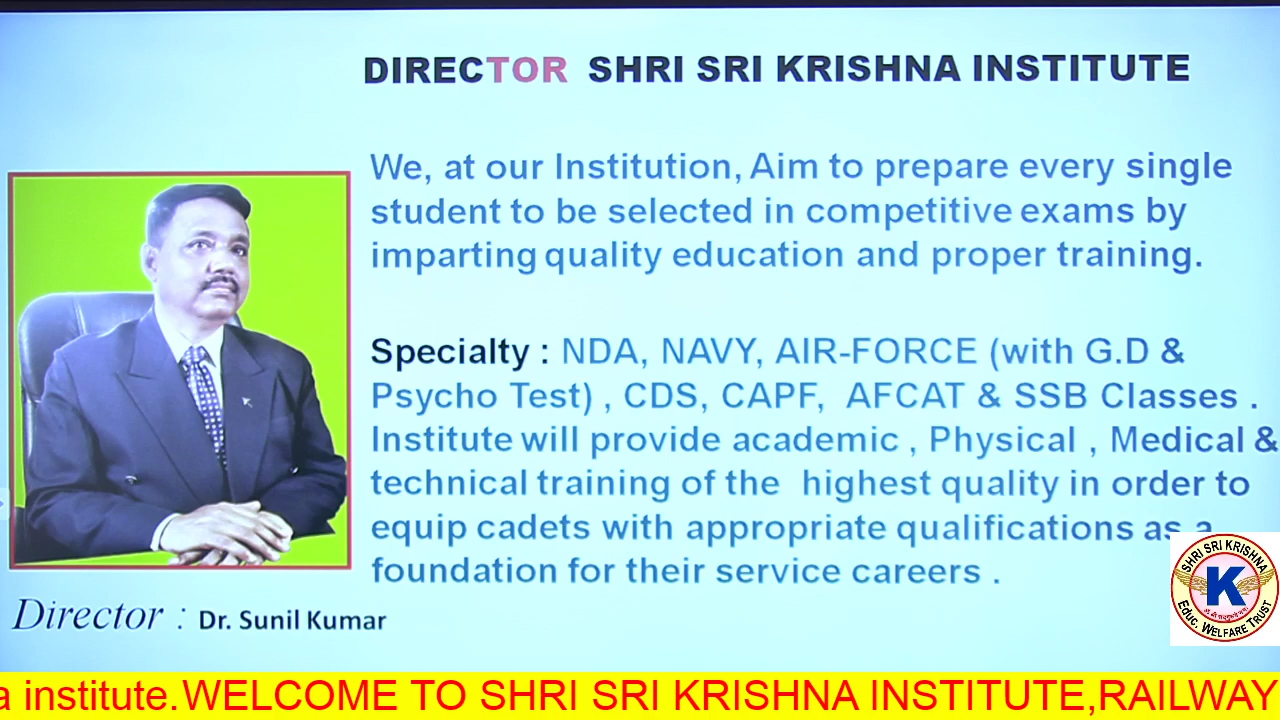 DIRECTOR SHRI SRI KRISHNA INSTITUTE
We, at our Institution, Aim to prepare every single
student to be selected in competitive exams by
imparting quality education and proper training.
Specialty : NDA, NAVY, AIR-FORCE (with G.D &
Psycho Test) , CDS, CAPF, AFCAT & SSB Classes .
Institute will provide academic , Physical , Medical &
technical training of the highest quality in order to
equip cadets with appropriate qualifications as a
foundation for their service careers .
Director : Dr. Sunil Kumar
SHRI SRI KRISHNA
K
Educ. WELFARE TRUST
a institute.WELCOME TO SHRI SRI KRISHNA INSTITUTE,RAILWAY